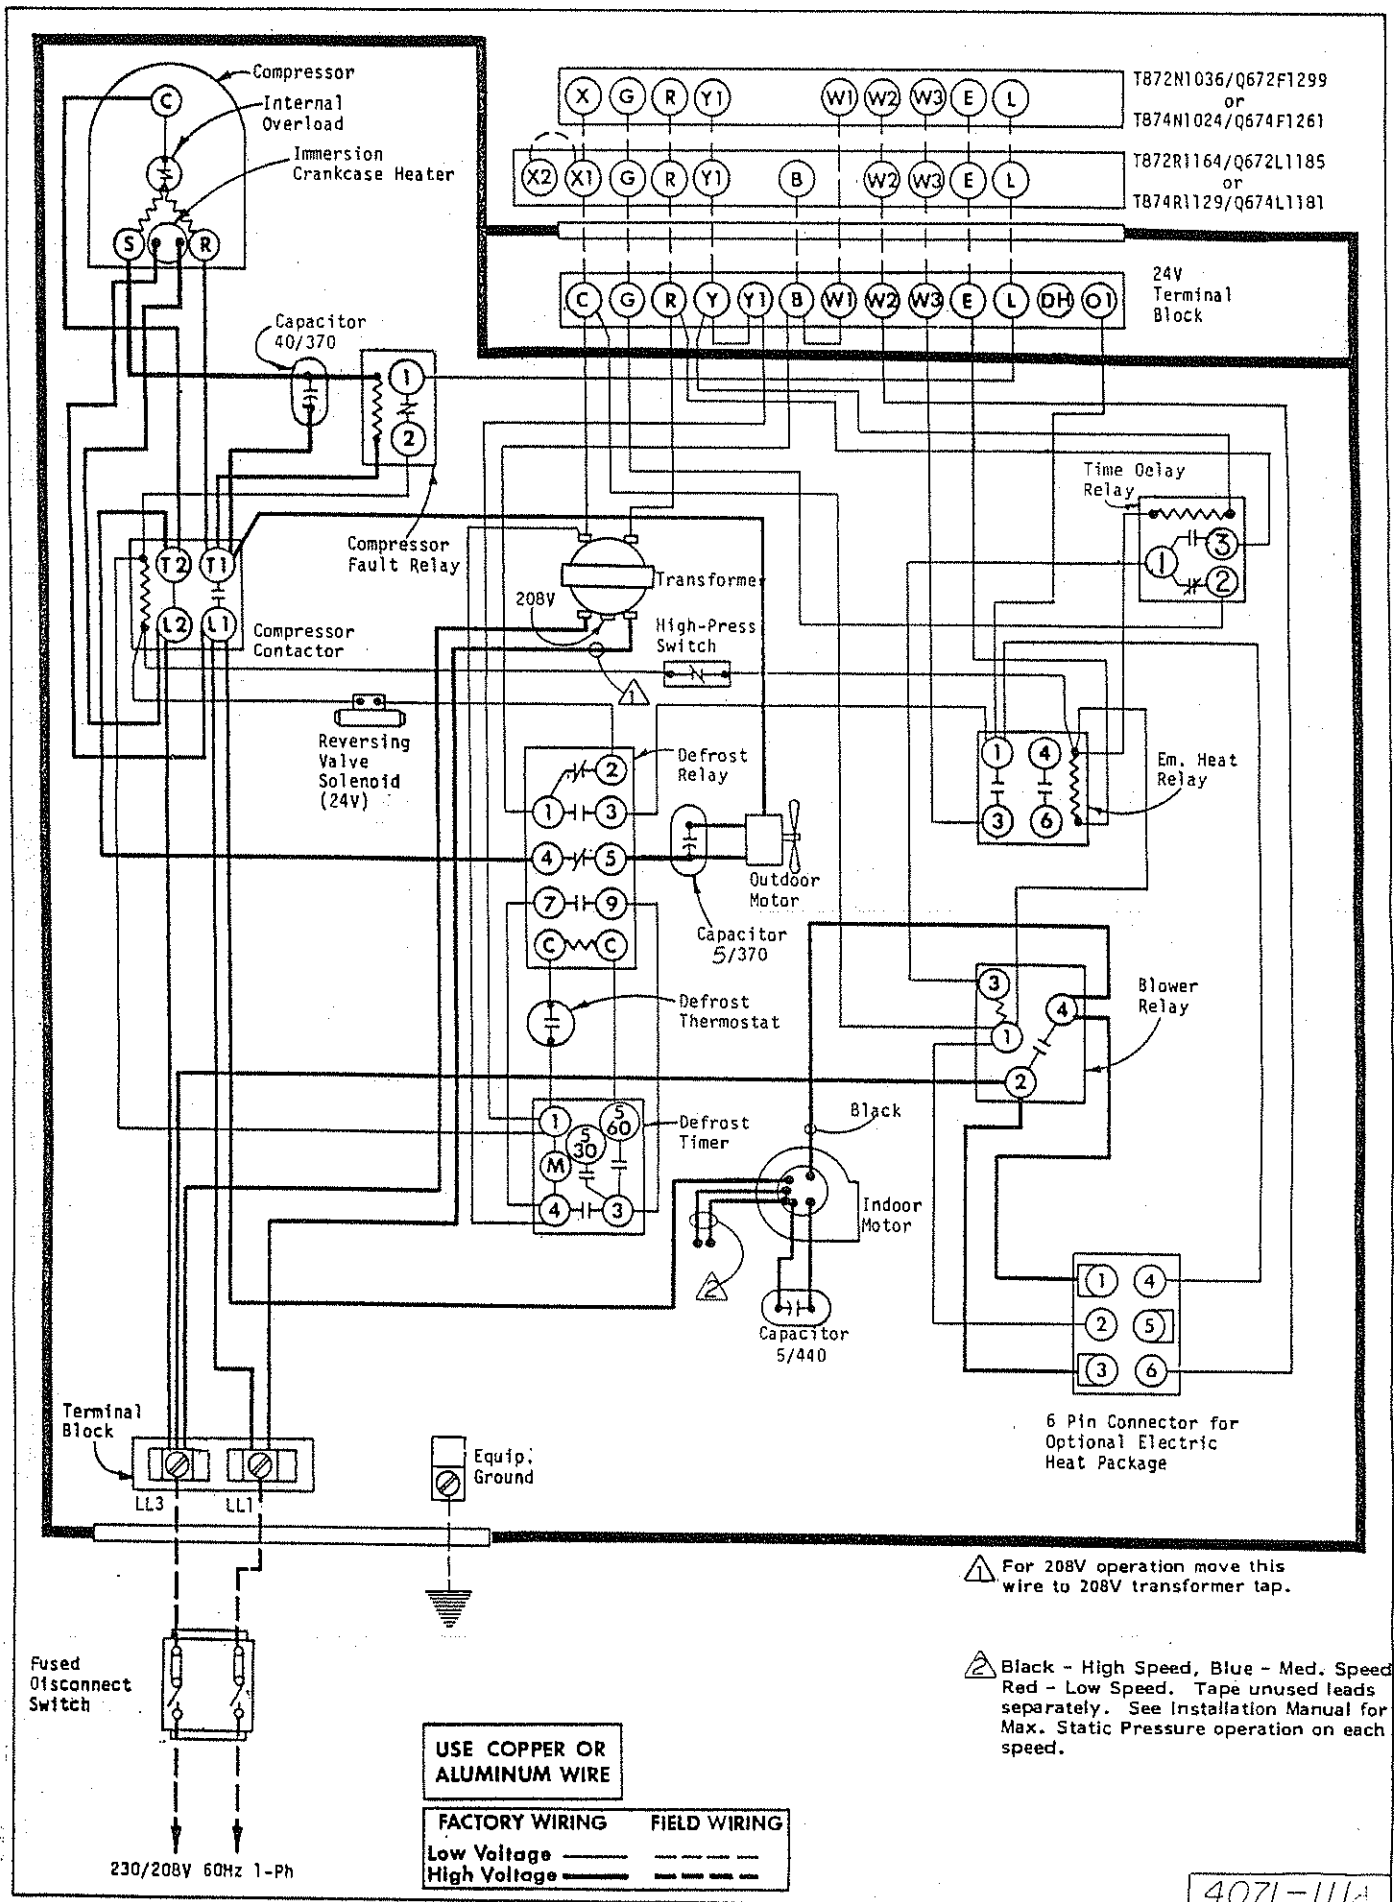 Compressor
C
Internal
Overload
Immersion
Crankcase Heater
S
R
X G R Y1 W1 W2 W3 E L
T872N1036/Q672F1299
or
T874N1024/Q674F1261
X2 X1 G R Y1 B W2 W3 E L
T872R1164/Q672L1185
or
T874R1129/Q674L1181
C G R Y Y1 B W1 W2 W3 E L DH O1
24V
Terminal
Block
Capacitor
40/370
1
2
Compressor
Fault Relay
Time Delay
Relay
1
3
2
T2 T1
L2 L1
Compressor
Contactor
Transformer
208V
1
High-Press
Switch
Reversing
Valve
Solenoid
(24V)
Defrost
Relay
2
1 3
4 5
7 9
C C
1 4
3 6
Em. Heat
Relay
Outdoor
Motor
Capacitor
5/370
Defrost
Thermostat
3
4
1
2
Blower
Relay
Defrost
Timer
1
5
60
5
30
M
4 3
Black
Indoor
Motor
2
Capacitor
5/440
1 4
2 5
3 6
6 Pin Connector for
Optional Electric
Heat Package
Terminal
Block
LL3 LL1
Equip.
Ground
1 For 208V operation move this
wire to 208V transformer tap.
2 Black - High Speed, Blue - Med. Speed
Red - Low Speed. Tape unused leads
separately. See Installation Manual for
Max. Static Pressure operation on each
speed.
Fused
Disconnect
Switch
230/208V 60Hz 1-Ph
USE COPPER OR
ALUMINUM WIRE
FACTORY WIRING FIELD WIRING
Low Voltage
High Voltage